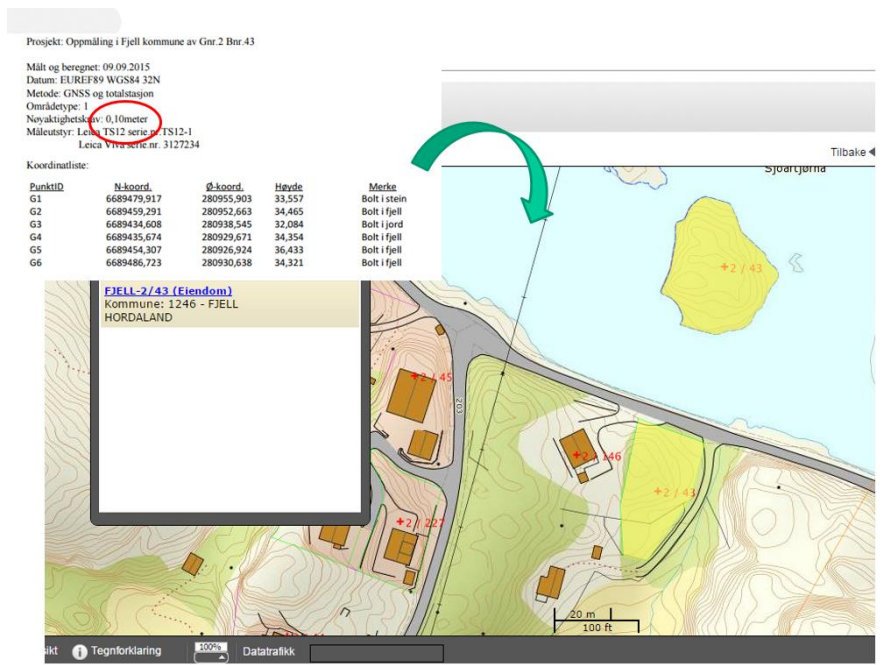 Prosjekt: Oppmåling i Fjell kommune av Gnr.2 Bnr.43
Målt og beregnet: 09.09.2015
Datum: EUREF89 WGS84 32N
Metode: GNSS og totalstasjon
Områdetype: 1
Nøyaktighetskrav: 0,10meter
Måleutstyr: Leica TS12 serie.nr.TS12-1
Leica Viva serie.nr. 3127234
Koordinatliste:
PunktID N-koord. Ø-koord. Høyde Merke
G1 6689479,917 280955,903 33,557 Bolt i stein
G2 6689459,291 280952,663 34,465 Bolt i fjell
G3 6689434,608 280938,545 32,084 Bolt i jord
G4 6689435,674 280929,671 34,354 Bolt i fjell
G5 6689454,307 280926,924 36,433 Bolt i fjell
G6 6689486,723 280930,638 34,321 Bolt i fjell
Tilbake
Sjoartjørna
2 / 43
FJELL-2/43 (Eiendom)
Kommune: 1246 - FJELL
HORDALAND
2 / 45
203
2 / 146
2 / 43
2 / 227
20 m
100 ft
Tegnforklaring
100%
Datatrafikk